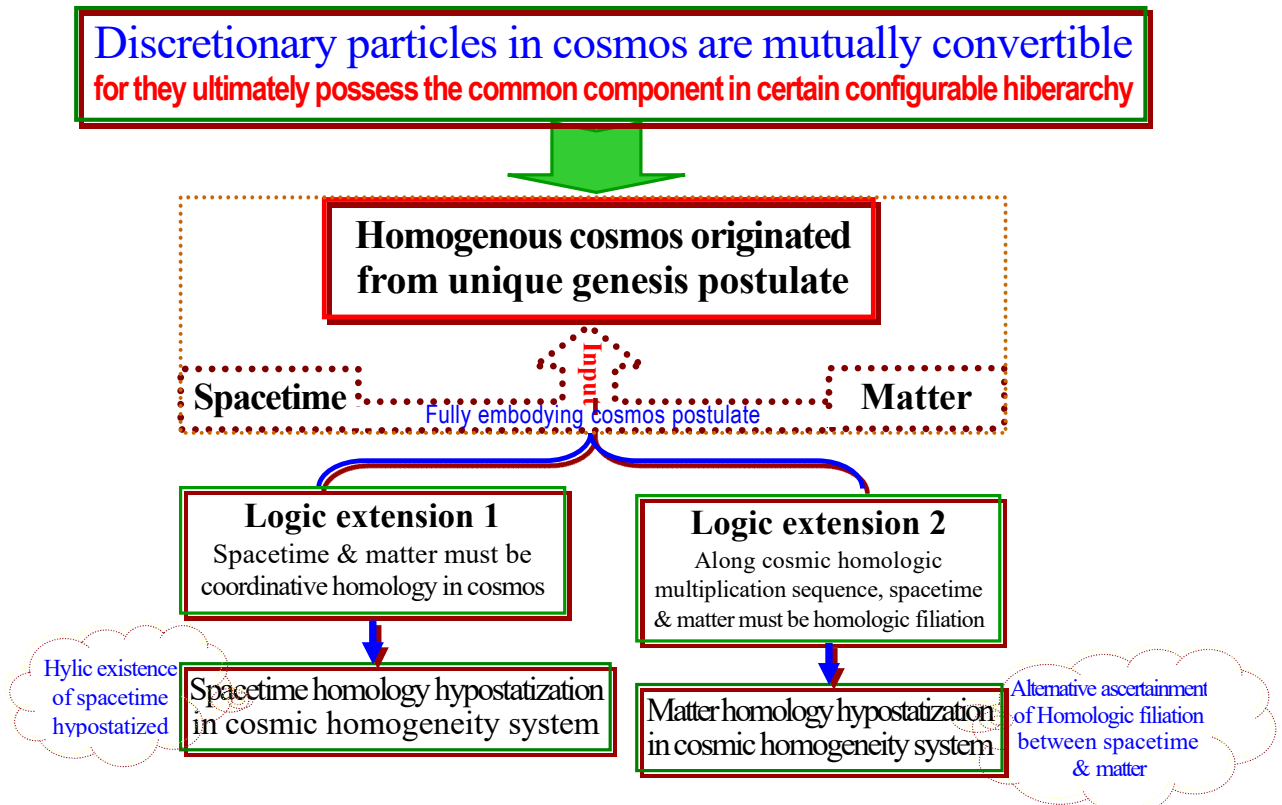 Discretionary particles in cosmos are mutually convertible
for they ultimately possess the common component in certain configurable hiberarchy
Homogenous cosmos originated
from unique genesis postulate
Input
Spacetime
Matter
Fully embodying cosmos postulate
Logic extension 1
Spacetime & matter must be
coordinative homology in cosmos
Logic extension 2
Along cosmic homologic
multiplication sequence, spacetime
& matter must be homologic filiation
Hylic existence
of spacetime
hypostatized
Spacetime homology hypostatization
in cosmic homogeneity system
Matter homology hypostatization
in cosmic homogeneity system
Alternative ascertainment
of Homologic filiation
between spacetime
& matter